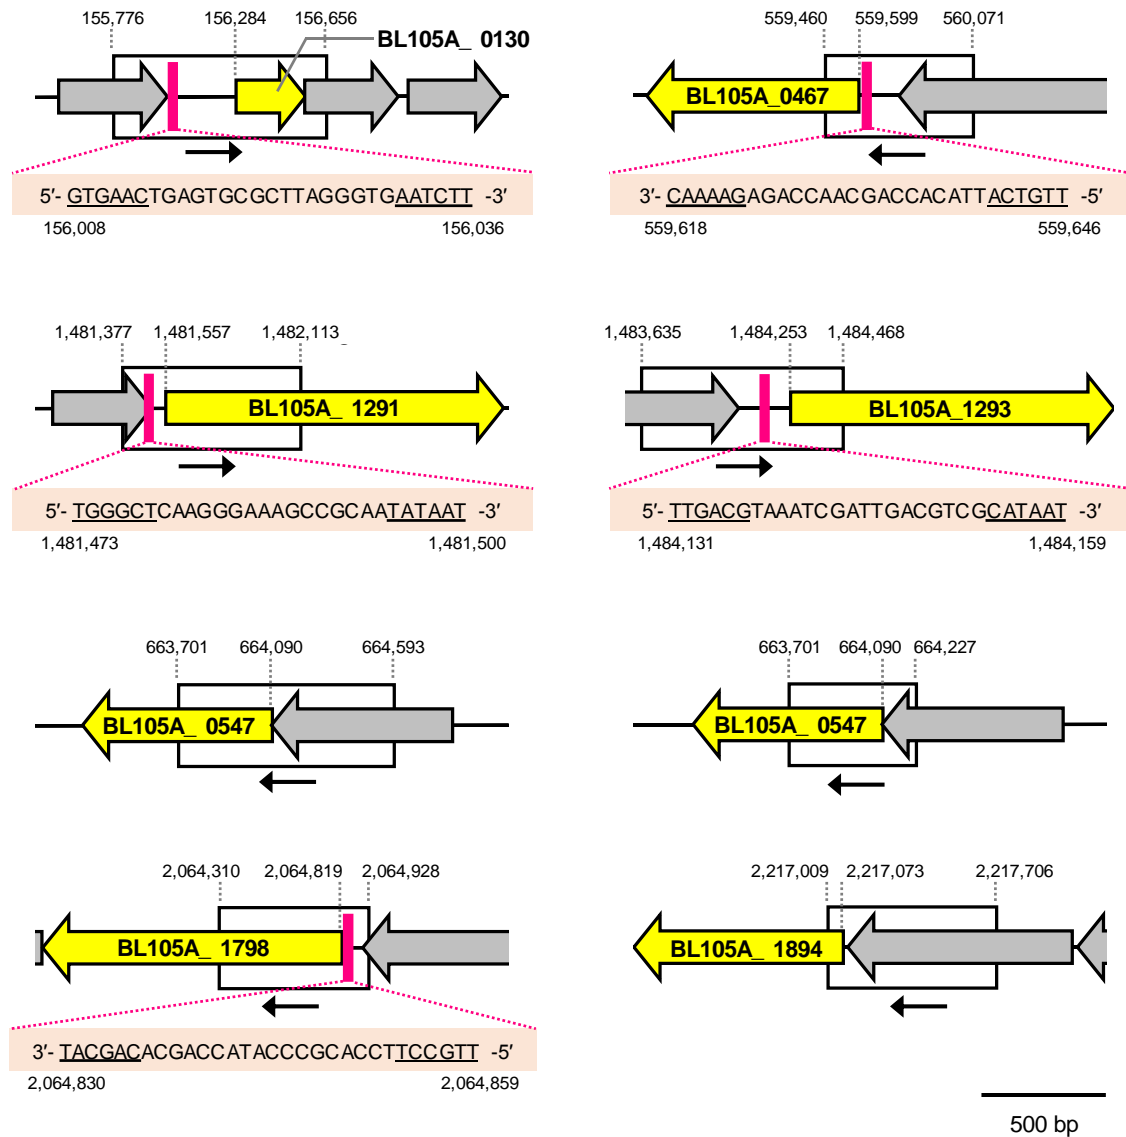 155,776 156,284 156,656
BL105A_ 0130
5′- GTGAACTGAGTGCGCTTAGGGTGAATCTT -3′
156,008 156,036
559,460 559,599 560,071
BL105A_0467
3′- CAAAAGAGACCAACGACCACATTACTGTT -5′
559,618 559,646
1,481,377 1,481,557 1,482,113
BL105A_ 1291
5′- TGGGCTCAAGGGAAAGCCGCAATATAAT -3′
1,481,473 1,481,500
1,483,635 1,484,253 1,484,468
BL105A_1293
5′- TTGACGTAAATCGATTGACGTCGCATAAT -3′
1,484,131 1,484,159
663,701 664,090 664,593
BL105A_ 0547
663,701 664,090 664,227
BL105A_ 0547
2,064,310 2,064,819 2,064,928
BL105A_ 1798
3′- TACGACACGACCATACCCGCACCTTCCGTT -5′
2,064,830 2,064,859
2,217,009 2,217,073 2,217,706
BL105A_ 1894
500 bp